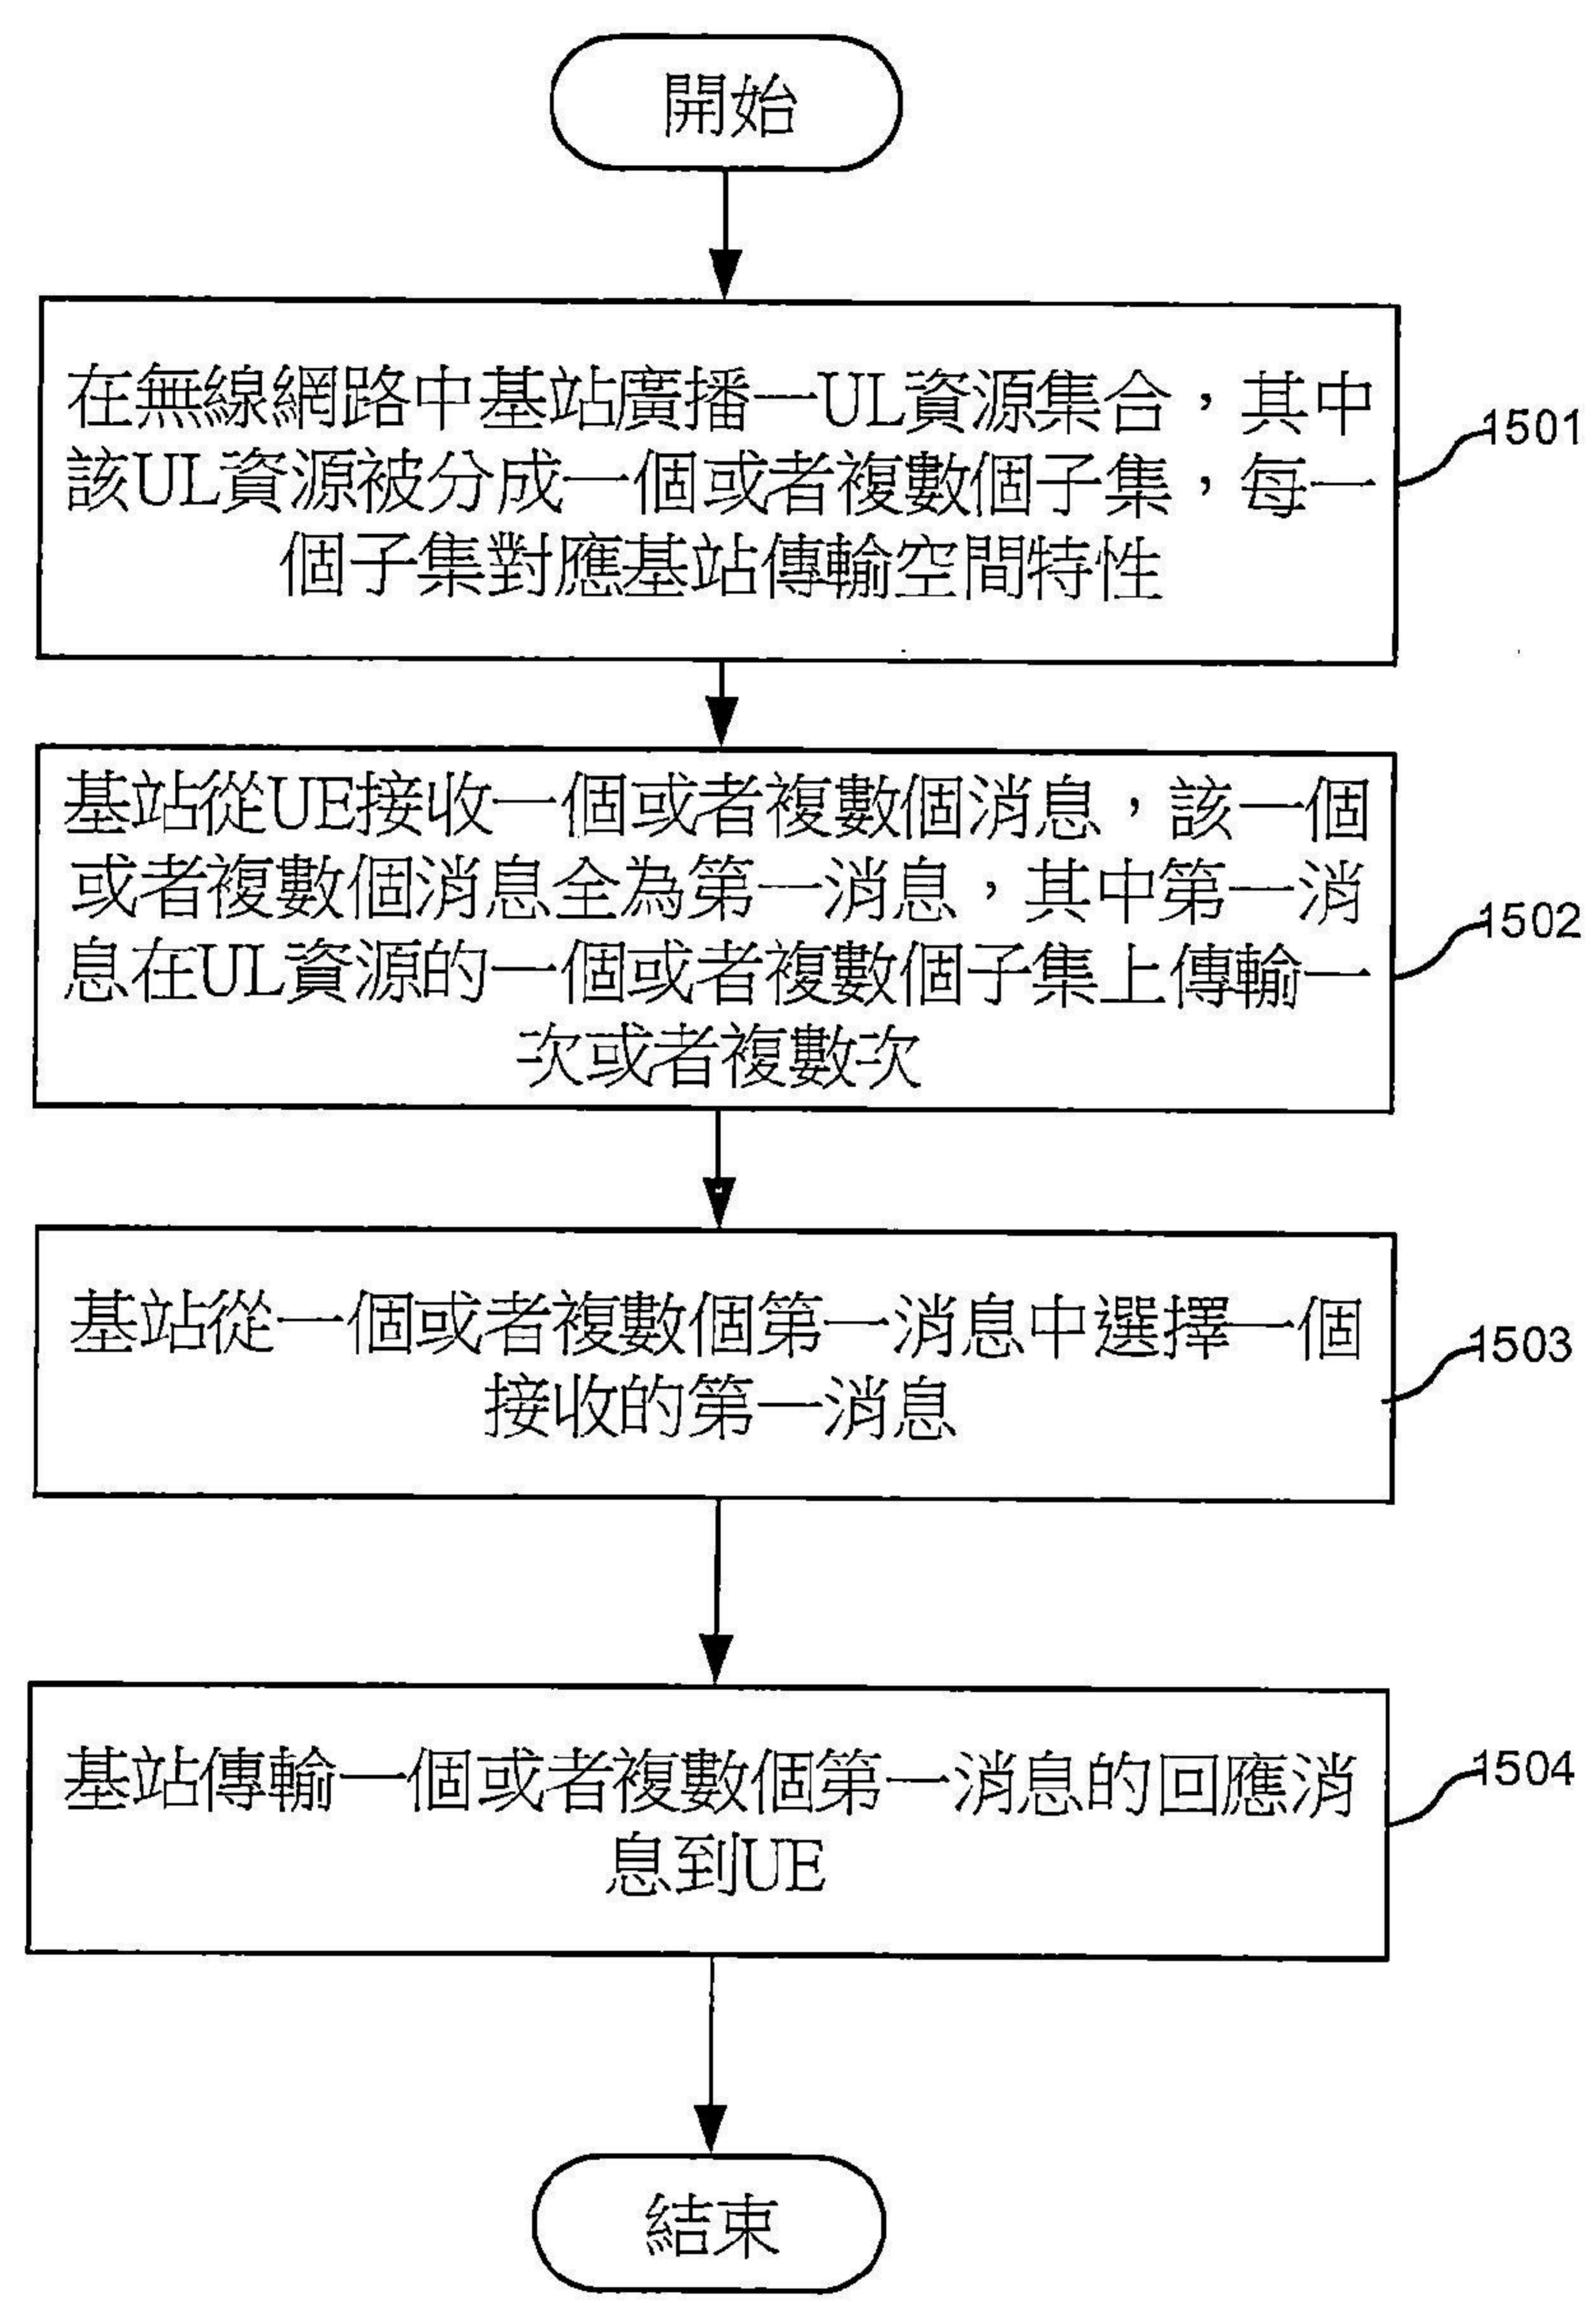 開始
在無線網路中基站廣播一UL資源集合，其中
該UL資源被分成一個或者複數個子集，每一
個子集對應基站傳輸空間特性
1501
基站從UE接收一個或者複數個消息，該一個
或者複數個消息全為第一消息，其中第一消
息在UL資源的一個或者複數個子集上傳輸一
次或者複數次
1502
基站從一個或者複數個第一消息中選擇一個
接收的第一消息
1503
基站傳輸一個或者複數個第一消息的回應消
息到UE
1504
結束